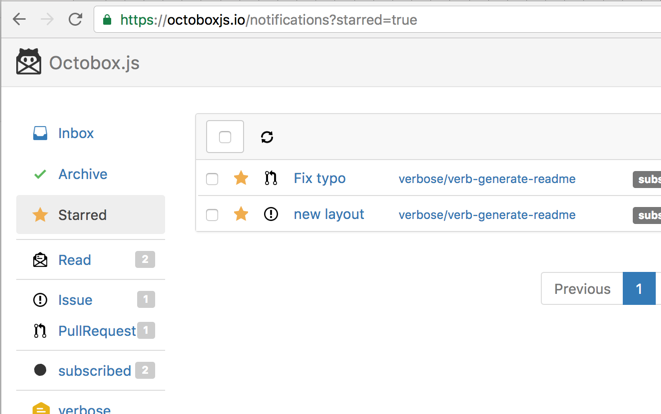 https://octoboxjs.io/notifications?starred=true
Octobox.js
Inbox
Archive
Starred
Read 2
Issue 1
PullRequest 1
subscribed 2
verbose
Fix typo verbose/verb-generate-readme subs
new layout verbose/verb-generate-readme subs
Previous 1